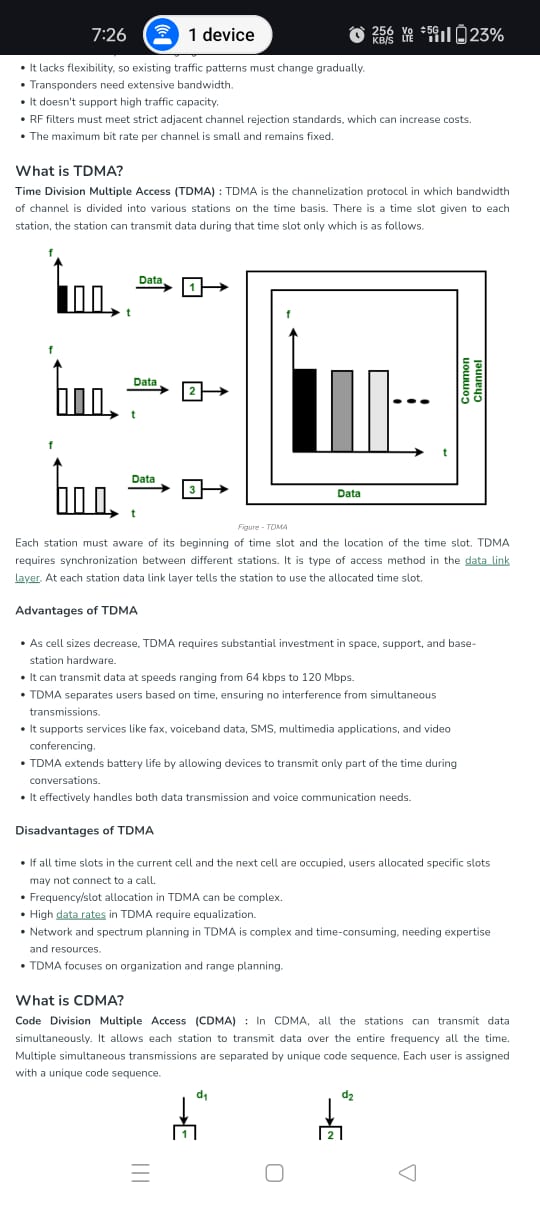 7:26
1 device
256 KB/S
Vo LTE
5G
23%
• It lacks flexibility, so existing traffic patterns must change gradually.
• Transponders need extensive bandwidth.
• It doesn't support high traffic capacity.
• RF filters must meet strict adjacent channel rejection standards, which can increase costs.
• The maximum bit rate per channel is small and remains fixed.
What is TDMA?
Time Division Multiple Access (TDMA) : TDMA is the channelization protocol in which bandwidth
of channel is divided into various stations on the time basis. There is a time slot given to each
station, the station can transmit data during that time slot only which is as follows.
f
t
Data
1
f
t
Data
2
f
t
Data
3
f
t
Data
Common
Channel
Figure - TDMA
Each station must aware of its beginning of time slot and the location of the time slot. TDMA
requires synchronization between different stations. It is type of access method in the data link
layer. At each station data link layer tells the station to use the allocated time slot.
Advantages of TDMA
• As cell sizes decrease, TDMA requires substantial investment in space, support, and base-
station hardware.
• It can transmit data at speeds ranging from 64 kbps to 120 Mbps.
• TDMA separates users based on time, ensuring no interference from simultaneous
transmissions.
• It supports services like fax, voiceband data, SMS, multimedia applications, and video
conferencing.
• TDMA extends battery life by allowing devices to transmit only part of the time during
conversations.
• It effectively handles both data transmission and voice communication needs.
Disadvantages of TDMA
• If all time slots in the current cell and the next cell are occupied, users allocated specific slots
may not connect to a call.
• Frequency/slot allocation in TDMA can be complex.
• High data rates in TDMA require equalization.
• Network and spectrum planning in TDMA is complex and time-consuming, needing expertise
and resources.
• TDMA focuses on organization and range planning.
What is CDMA?
Code Division Multiple Access (CDMA) : In CDMA, all the stations can transmit data
simultaneously. It allows each station to transmit data over the entire frequency all the time.
Multiple simultaneous transmissions are separated by unique code sequence. Each user is assigned
with a unique code sequence.
d1
d2
1
2